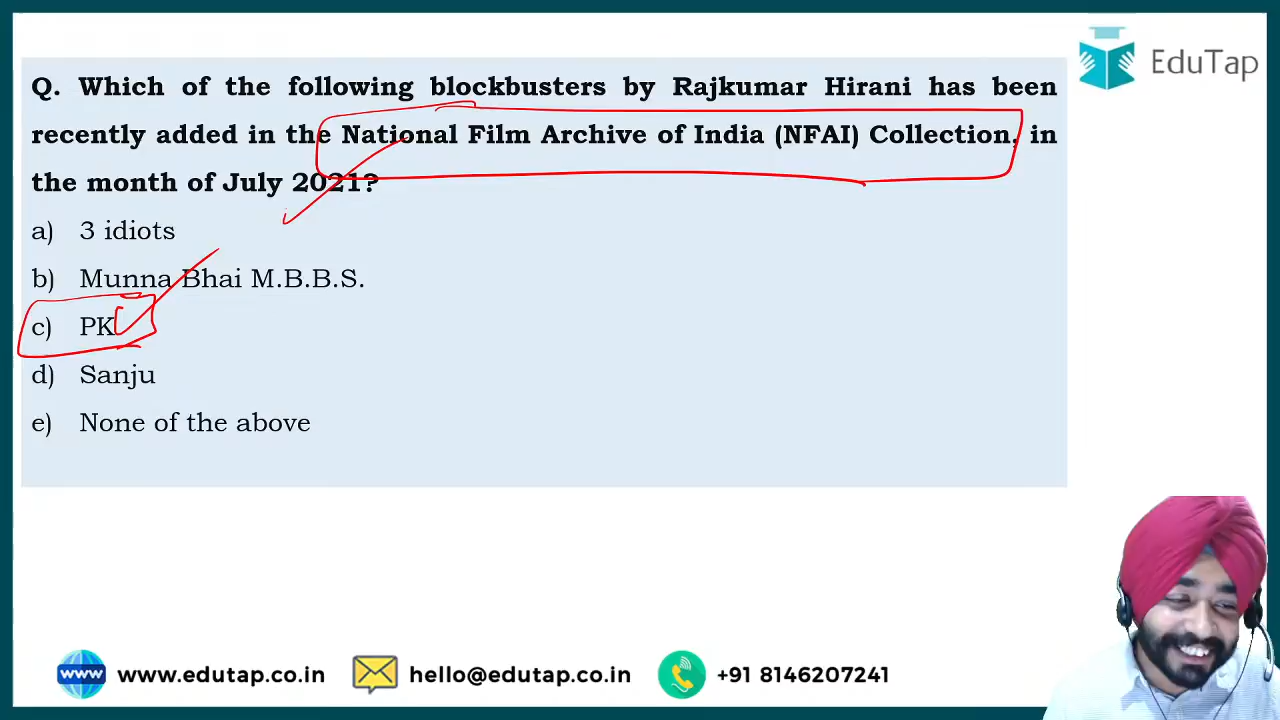 EduTap
Q. Which of the following blockbusters by Rajkumar Hirani has been
recently added in the National Film Archive of India (NFAI) Collection, in
the month of July 2021?
a) 3 idiots
b) Munna Bhai M.B.B.S.
c) PK
d) Sanju
e) None of the above
www www.edutap.co.in hello@edutap.co.in +91 8146207241